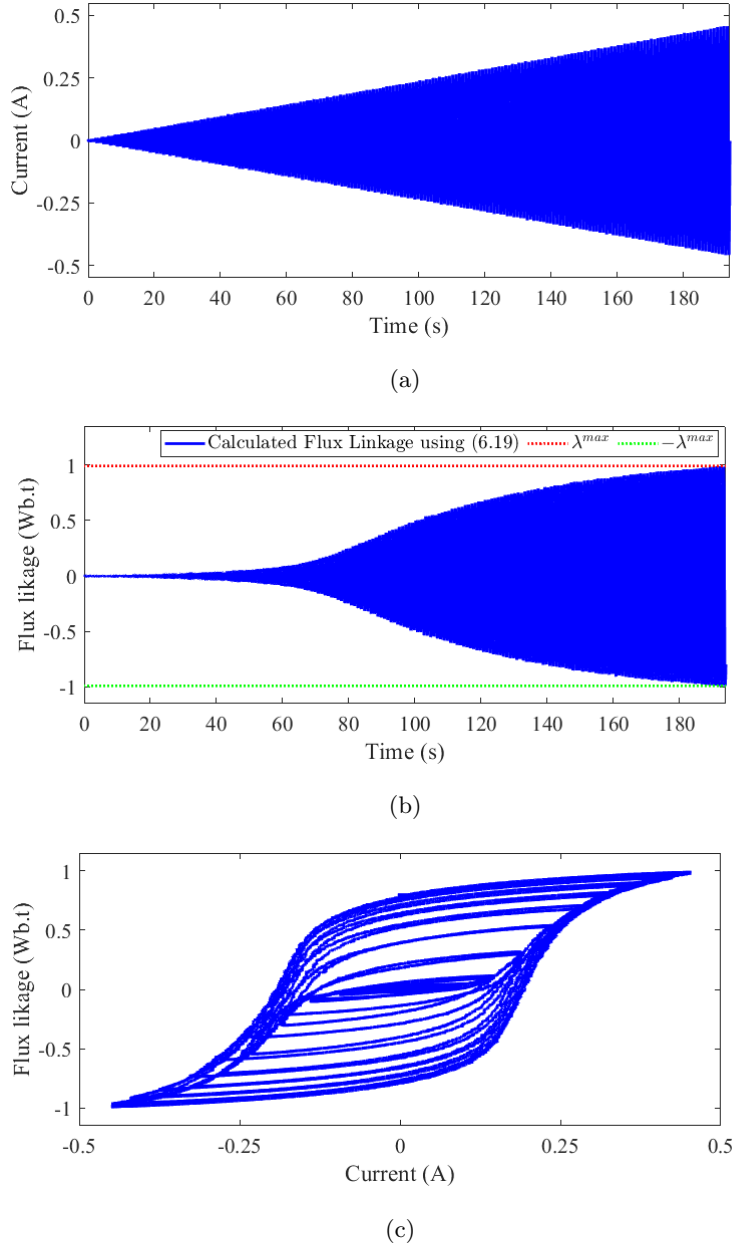 0.5
0.25
0
-0.25
-0.5
Current (A)
0 20 40 60 80 100 120 140 160 180
Time (s)
(a)
Calculated Flux Linkage using (6.19) λ^max −λ^max
1
0.5
0
-0.5
-1
Flux likage (Wb.t)
0 20 40 60 80 100 120 140 160 180
Time (s)
(b)
1
0.5
0
-0.5
-1
Flux likage (Wb.t)
-0.5 -0.25 0 0.25 0.5
Current (A)
(c)